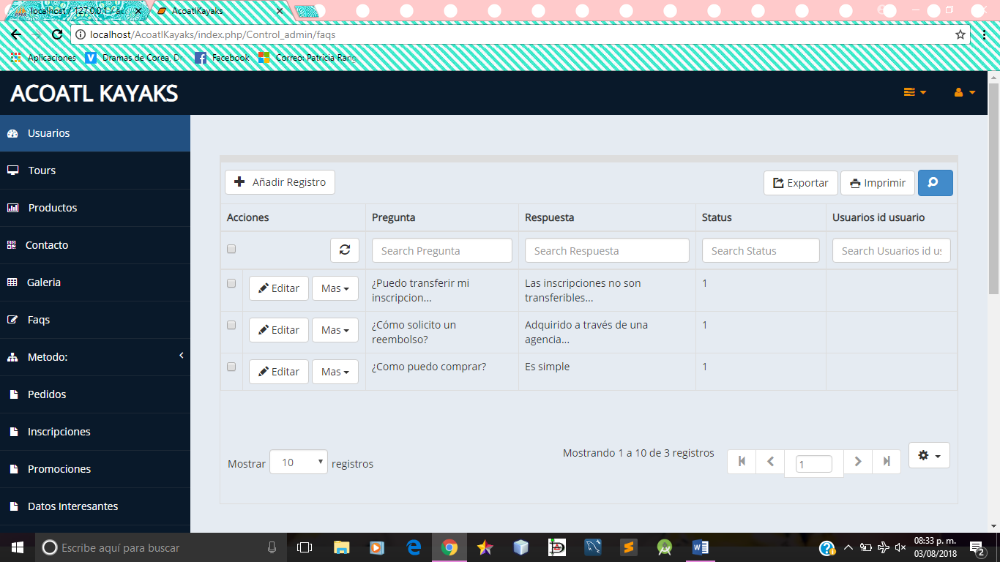 localhost / 127.0.0.1 / ac
AcoatlKayaks
localhost/AcoatlKayaks/index.php/Control_admin/faqs
Aplicaciones
Dramas de Corea, Dr
Facebook
Correo: Patricia Rang
ACOATL KAYAKS
Usuarios
Tours
Productos
Contacto
Galeria
Faqs
Metodo:
Pedidos
Inscripciones
Promociones
Datos Interesantes
Añadir Registro
Exportar
Imprimir
Acciones Pregunta Respuesta Status Usuarios id usuario
Search Pregunta Search Respuesta Search Status Search Usuarios id us
Editar Mas ¿Puedo transferir mi Las inscripciones no son 1
inscripcion... transferibles...
Editar Mas ¿Cómo solicito un Adquirido a través de una 1
reembolso? agencia...
Editar Mas ¿Como puedo comprar? Es simple 1
Mostrar 10 registros
Mostrando 1 a 10 de 3 registros
1
Escribe aquí para buscar
08:33 p. m.
03/08/2018
2